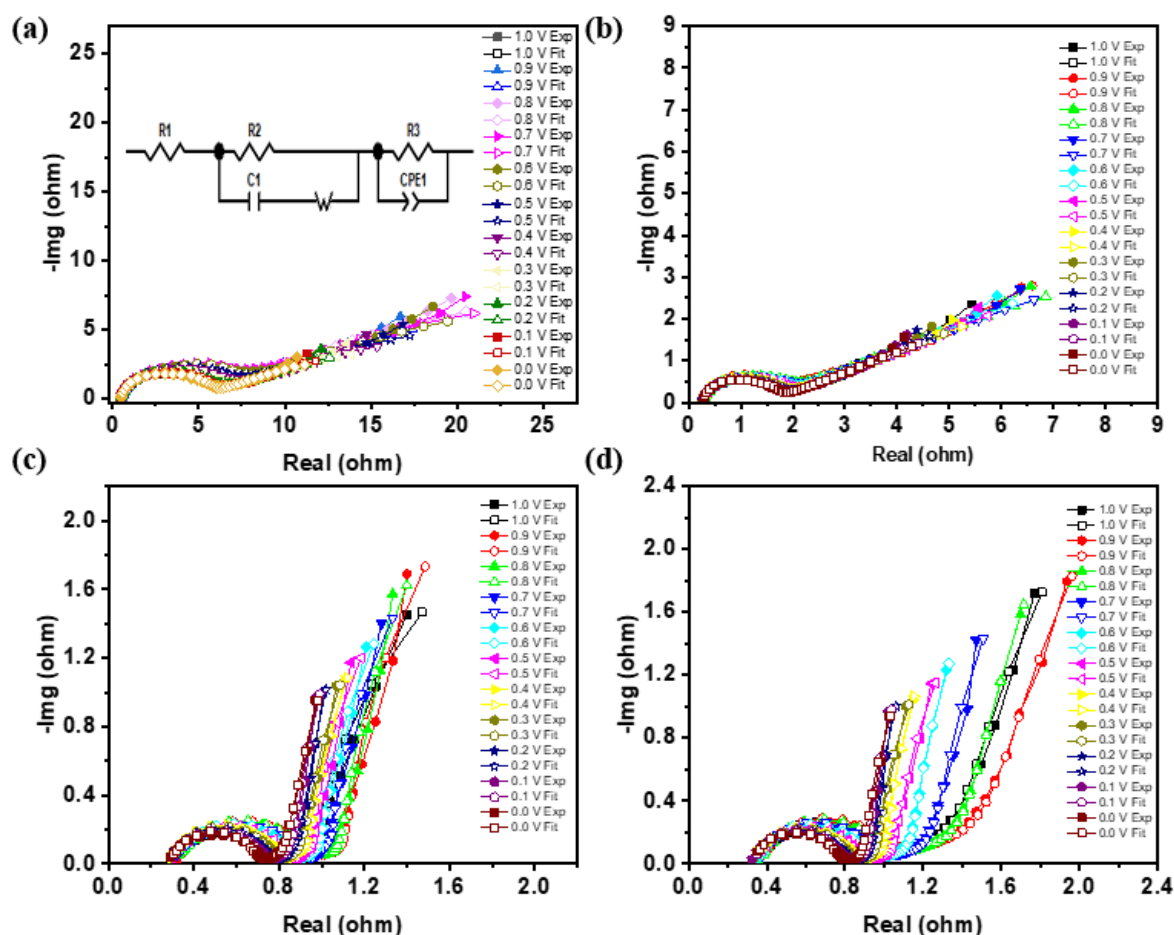 (a)
25
20
15
10
5
0
-Img (ohm)
R1
R2
R3
C1
W
CPE1
1.0 V Exp
1.0 V Fit
0.9 V Exp
0.9 V Fit
0.8 V Exp
0.8 V Fit
0.7 V Exp
0.7 V Fit
0.6 V Exp
0.6 V Fit
0.5 V Exp
0.5 V Fit
0.4 V Exp
0.4 V Fit
0.3 V Exp
0.3 V Fit
0.2 V Exp
0.2 V Fit
0.1 V Exp
0.1 V Fit
0.0 V Exp
0.0 V Fit
0 5 10 15 20 25
Real (ohm)
(b)
9
8
7
6
5
4
3
2
1
0
-Img (ohm)
1.0 V Exp
1.0 V Fit
0.9 V Exp
0.9 V Fit
0.8 V Exp
0.8 V Fit
0.7 V Exp
0.7 V Fit
0.6 V Exp
0.6 V Fit
0.5 V Exp
0.5 V Fit
0.4 V Exp
0.4 V Fit
0.3 V Exp
0.3 V Fit
0.2 V Exp
0.2 V Fit
0.1 V Exp
0.1 V Fit
0.0 V Exp
0.0 V Fit
0 1 2 3 4 5 6 7 8 9
Real (ohm)
(c)
2.0
1.6
1.2
0.8
0.4
0.0
-Img (ohm)
1.0 V Exp
1.0 V Fit
0.9 V Exp
0.9 V Fit
0.8 V Exp
0.8 V Fit
0.7 V Exp
0.7 V Fit
0.6 V Exp
0.6 V Fit
0.5 V Exp
0.5 V Fit
0.4 V Exp
0.4 V Fit
0.3 V Exp
0.3 V Fit
0.2 V Exp
0.2 V Fit
0.1 V Exp
0.1 V Fit
0.0 V Exp
0.0 V Fit
0.0 0.4 0.8 1.2 1.6 2.0
Real (ohm)
(d)
2.4
2.0
1.6
1.2
0.8
0.4
0.0
-Img (ohm)
1.0 V Exp
1.0 V Fit
0.9 V Exp
0.9 V Fit
0.8 V Exp
0.8 V Fit
0.7 V Exp
0.7 V Fit
0.6 V Exp
0.6 V Fit
0.5 V Exp
0.5 V Fit
0.4 V Exp
0.4 V Fit
0.3 V Exp
0.3 V Fit
0.2 V Exp
0.2 V Fit
0.1 V Exp
0.1 V Fit
0.0 V Exp
0.0 V Fit
0.0 0.4 0.8 1.2 1.6 2.0 2.4
Real (ohm)